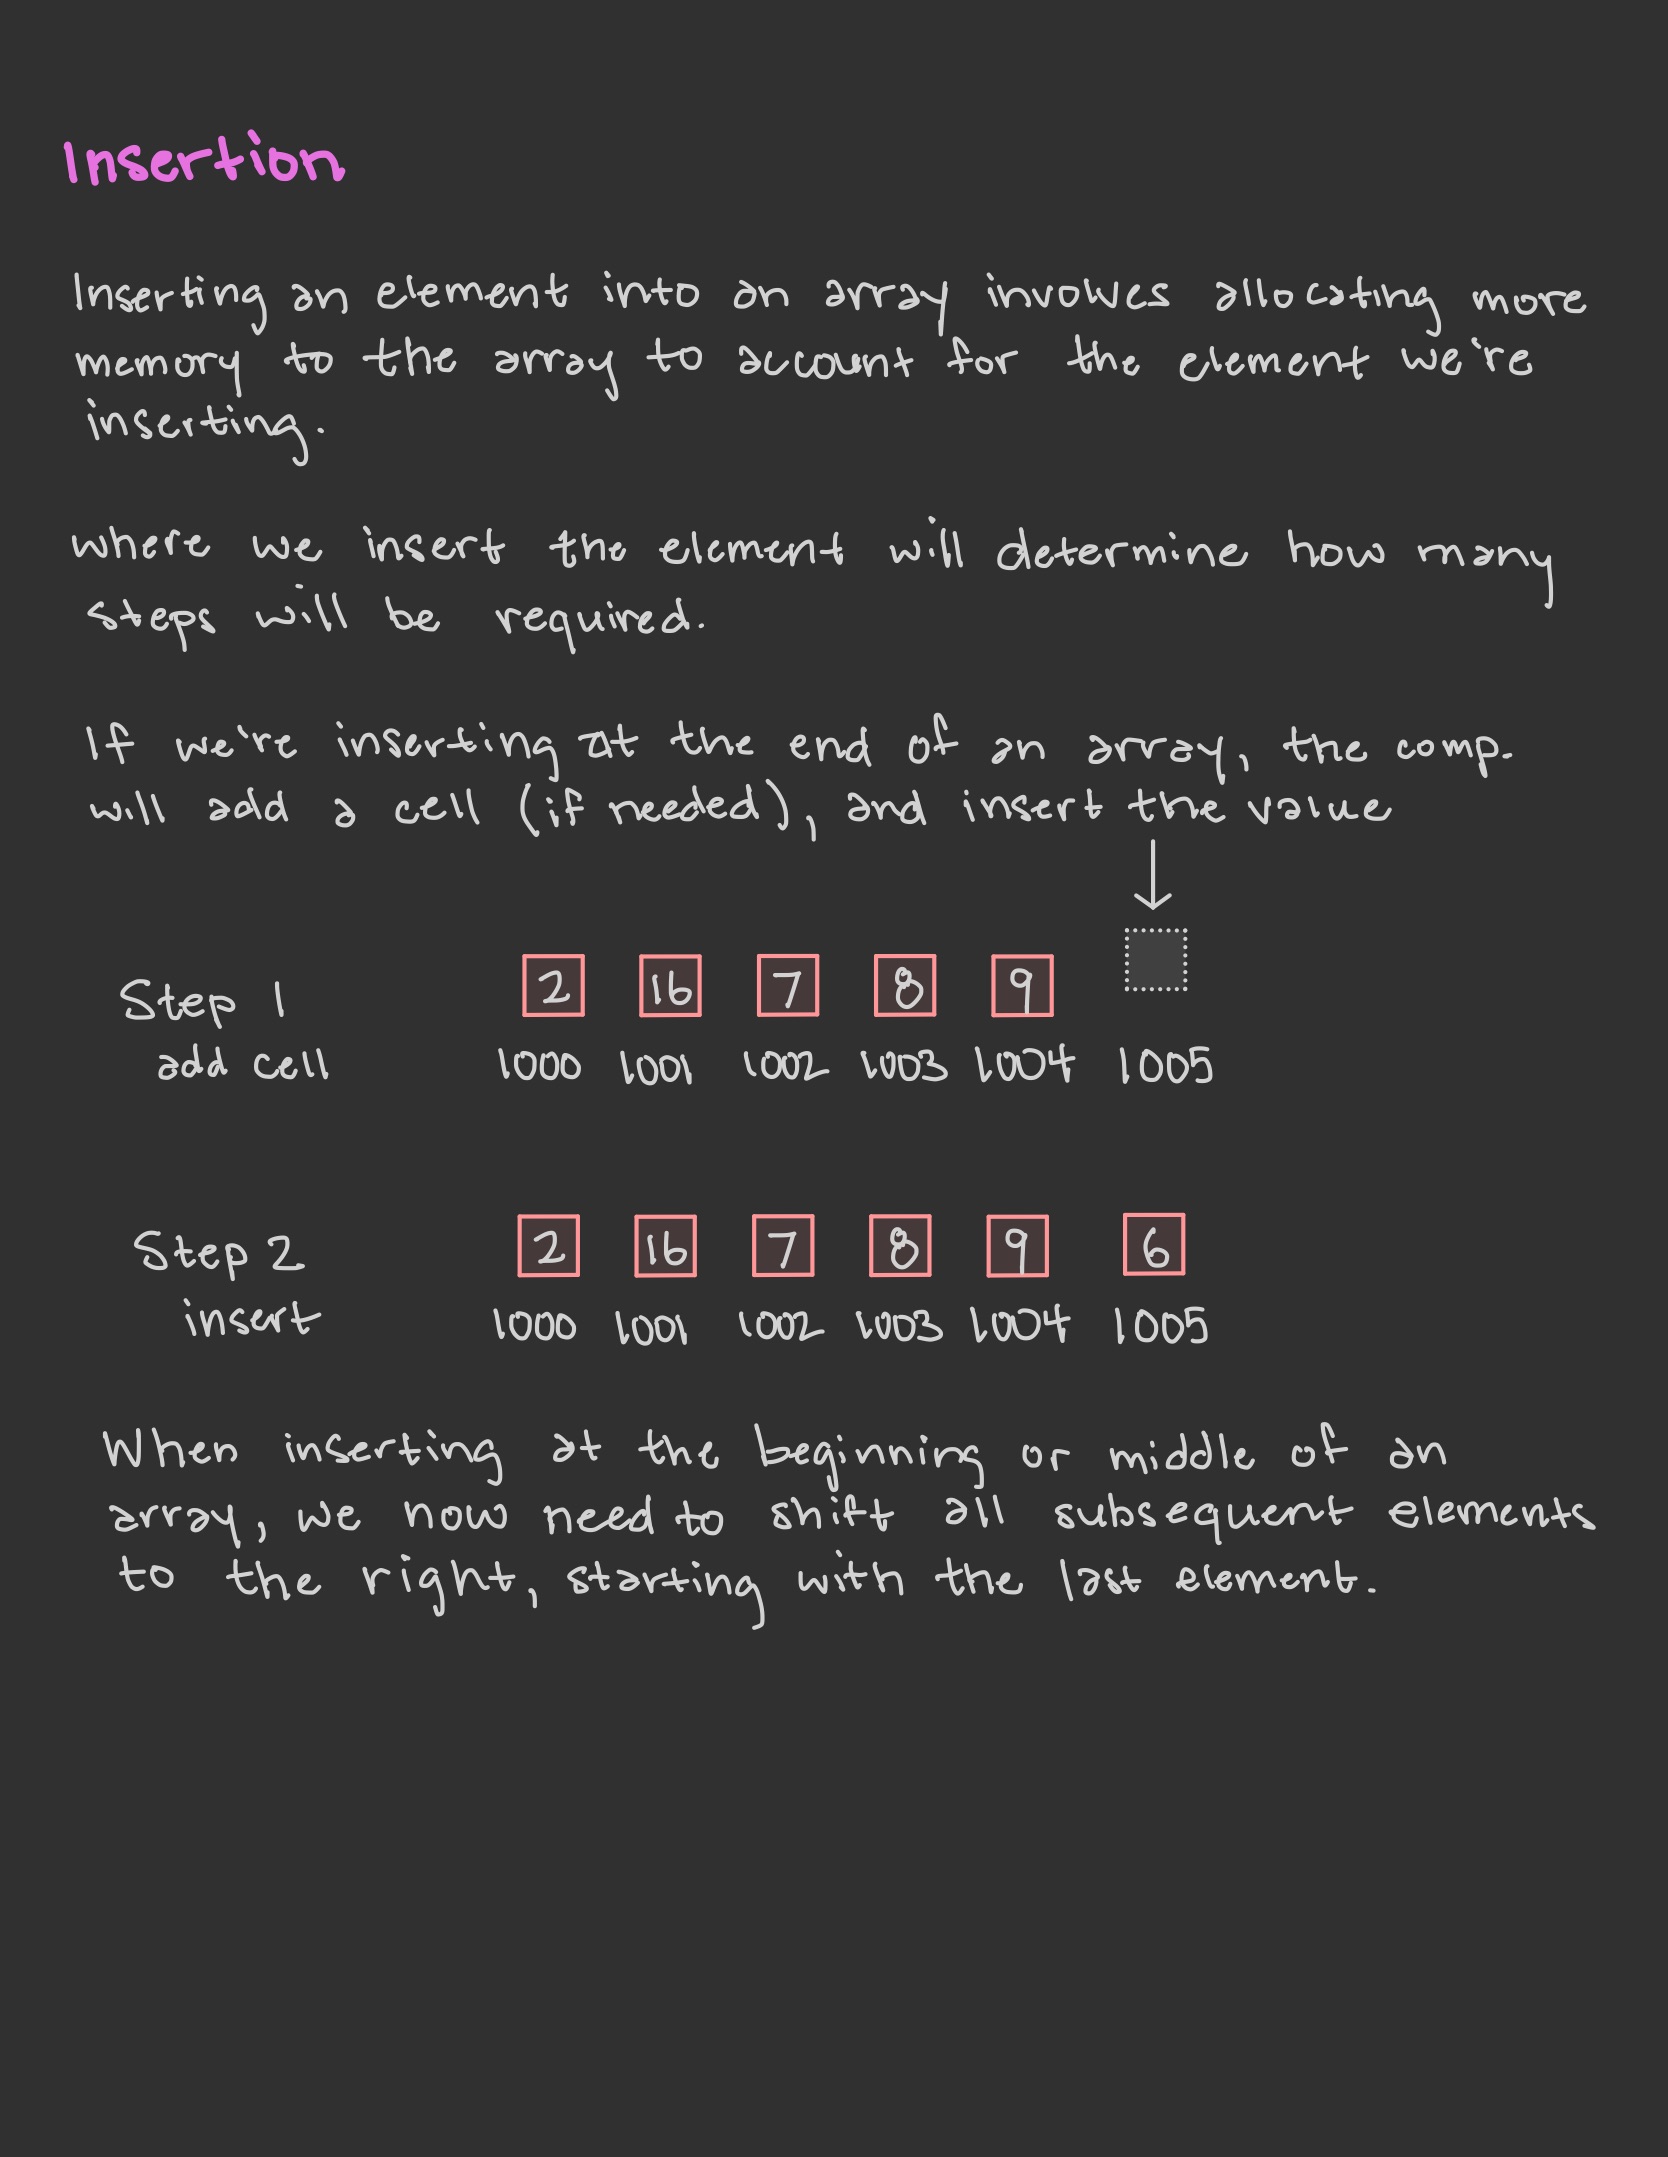 Insertion
Inserting an element into an array involves allocating more
memory to the array to account for the element we're
inserting.
where we insert the element will determine how many
steps will be required.
If we're inserting at the end of an array, the comp.
will add a cell (if needed), and insert the value
2 16 7 8 9
Step 1
add cell 1000 1001 1002 1003 1004 1005
Step 2 2 16 7 8 9 6
insert 1000 1001 1002 1003 1004 1005
When inserting at the beginning or middle of an
array, we now need to shift all subsequent elements
to the right, starting with the last element.